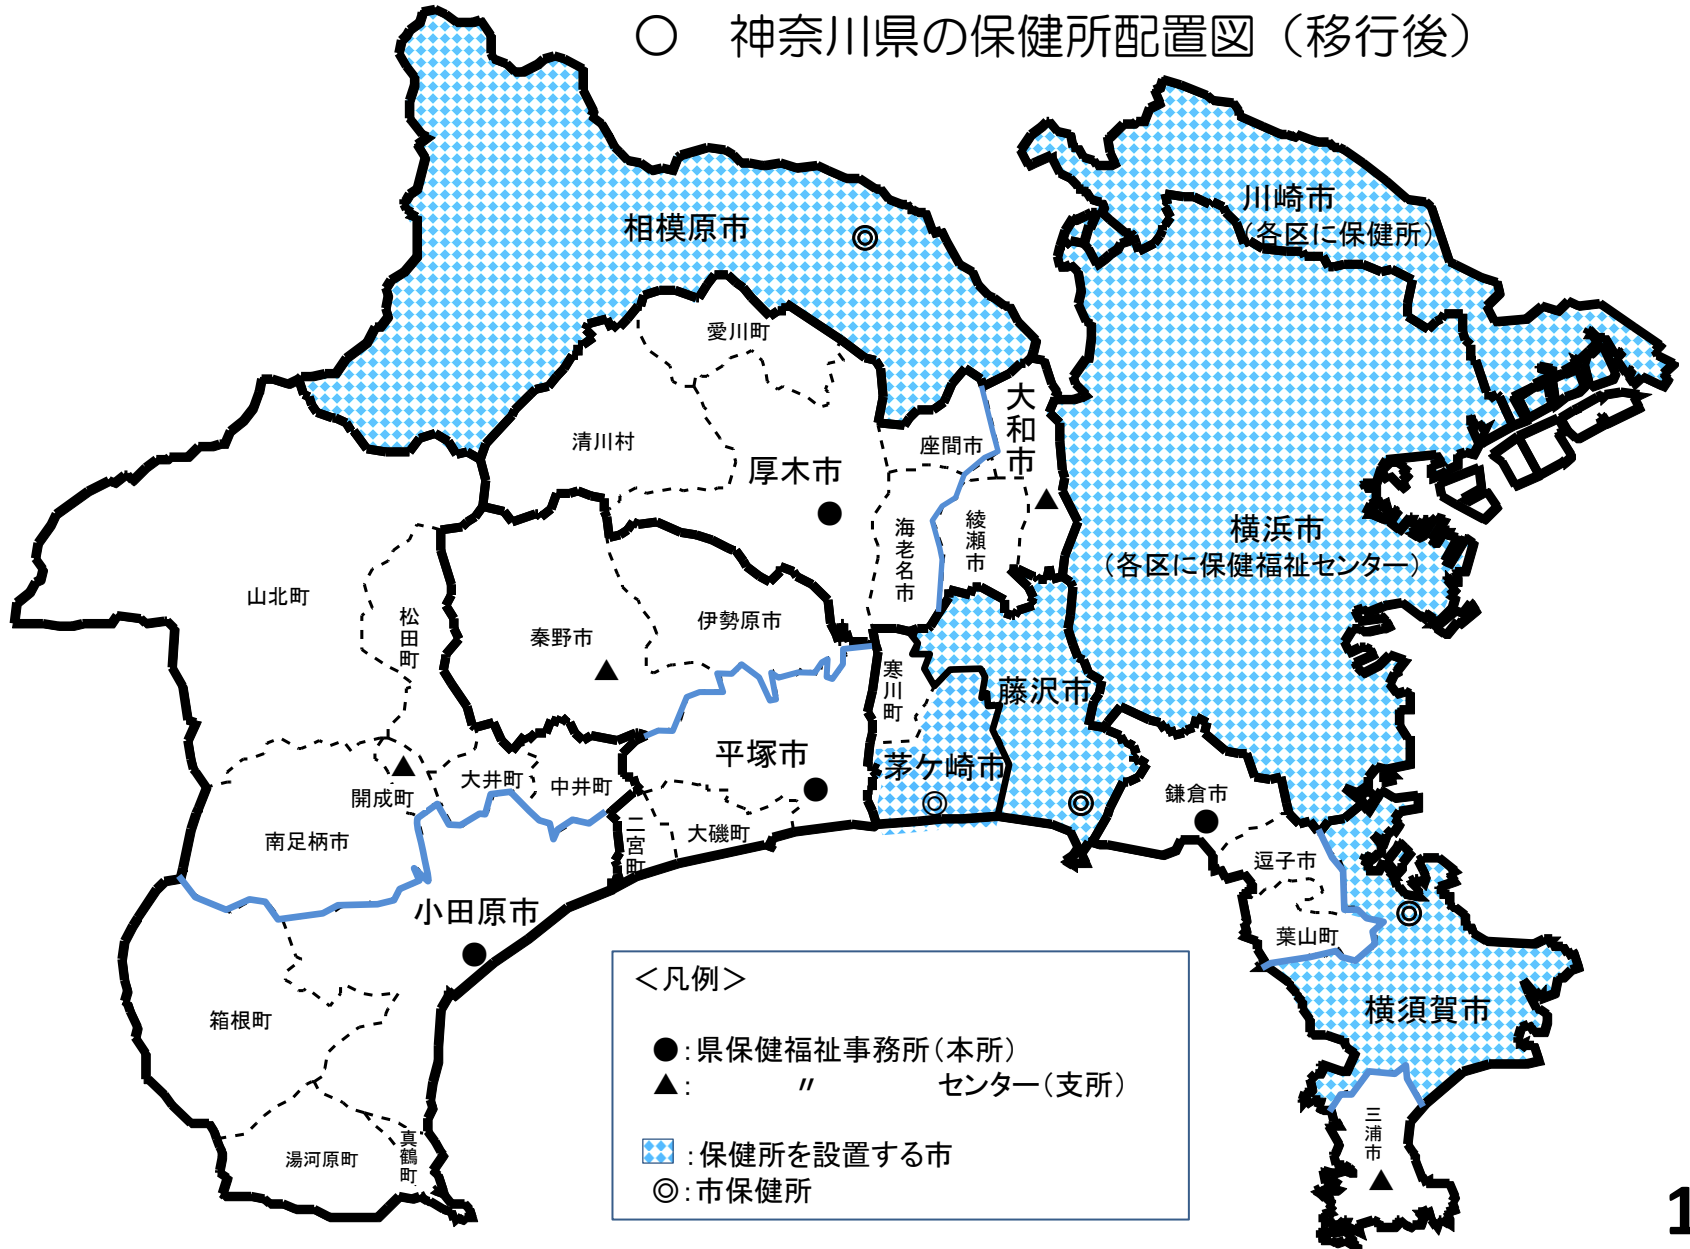 ○　神奈川県の保健所配置図（移行後）
川崎市
（各区に保健所）
相模原市
愛川町
大和市
座間市
清川村
厚木市
綾瀬市
海老名市
横浜市
（各区に保健福祉センター）
山北町
松田町
秦野市
伊勢原市
寒川町
藤沢市
平塚市
茅ケ崎市
大井町
中井町
開成町
鎌倉市
南足柄市
二宮町
大磯町
逗子市
小田原市
葉山町
箱根町
横須賀市
＜凡例＞
●：県保健福祉事務所（本所）
▲：　　〃　　センター（支所）
：保健所を設置する市
◎：市保健所
湯河原町
真鶴町
三浦市
1